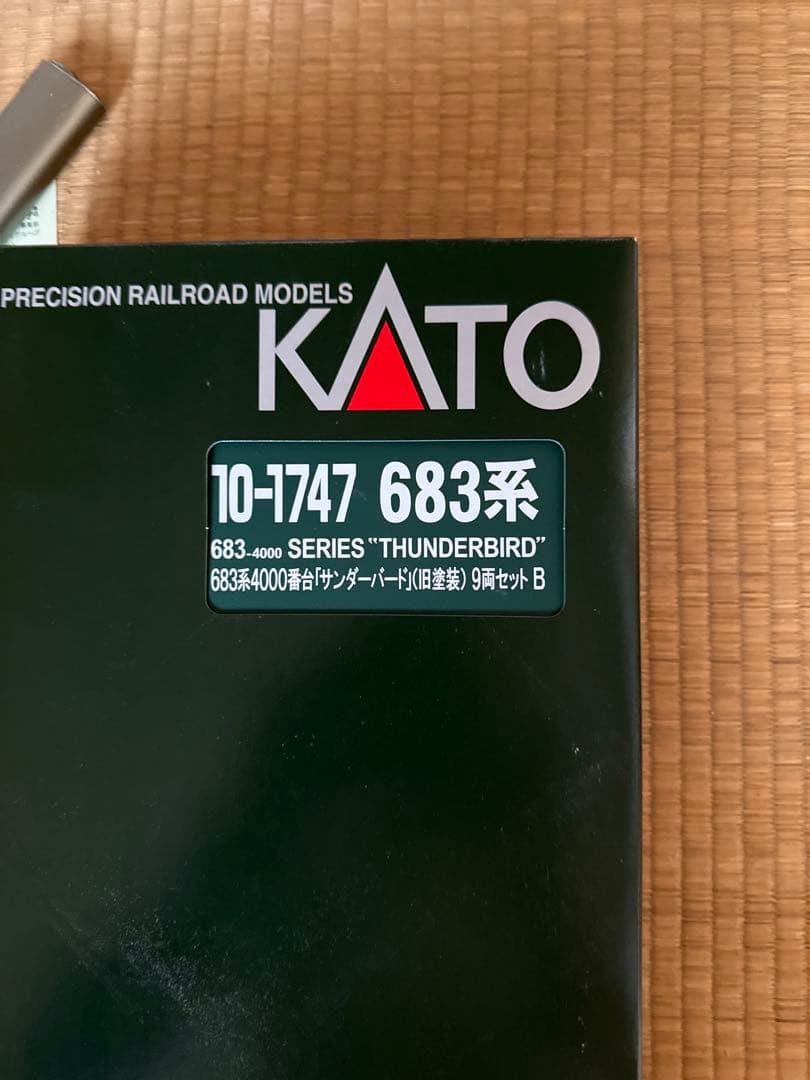 PRECISION RAILROAD MODELS
KATO
10-1747 683系
683-4000 SERIES "THUNDERBIRD"
683系4000番台「サンダーバード」(旧塗装) 9両セット B